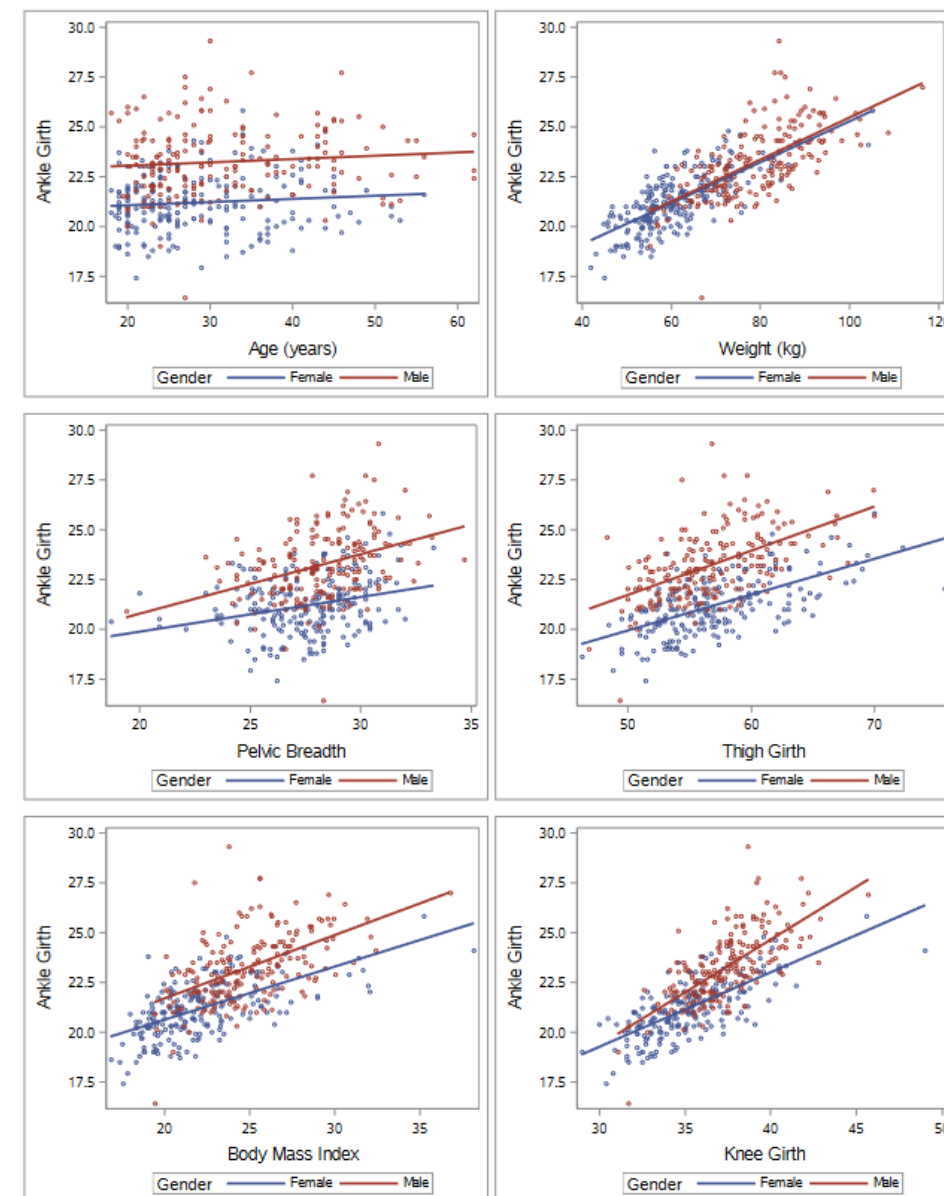 30.0
27.5
25.0
22.5
20.0
17.5
Ankle Girth
20 30 40 50 60
Age (years)
Gender Female Male
30.0
27.5
25.0
22.5
20.0
17.5
Ankle Girth
40 60 80 100 120
Weight (kg)
Gender Female Male
30.0
27.5
25.0
22.5
20.0
17.5
Ankle Girth
20 25 30 35
Pelvic Breadth
Gender Female Male
30.0
27.5
25.0
22.5
20.0
17.5
Ankle Girth
50 60 70
Thigh Girth
Gender Female Male
30.0
27.5
25.0
22.5
20.0
17.5
Ankle Girth
20 25 30 35
Body Mass Index
Gender Female Male
30.0
27.5
25.0
22.5
20.0
17.5
Ankle Girth
30 35 40 45 50
Knee Girth
Gender Female Male